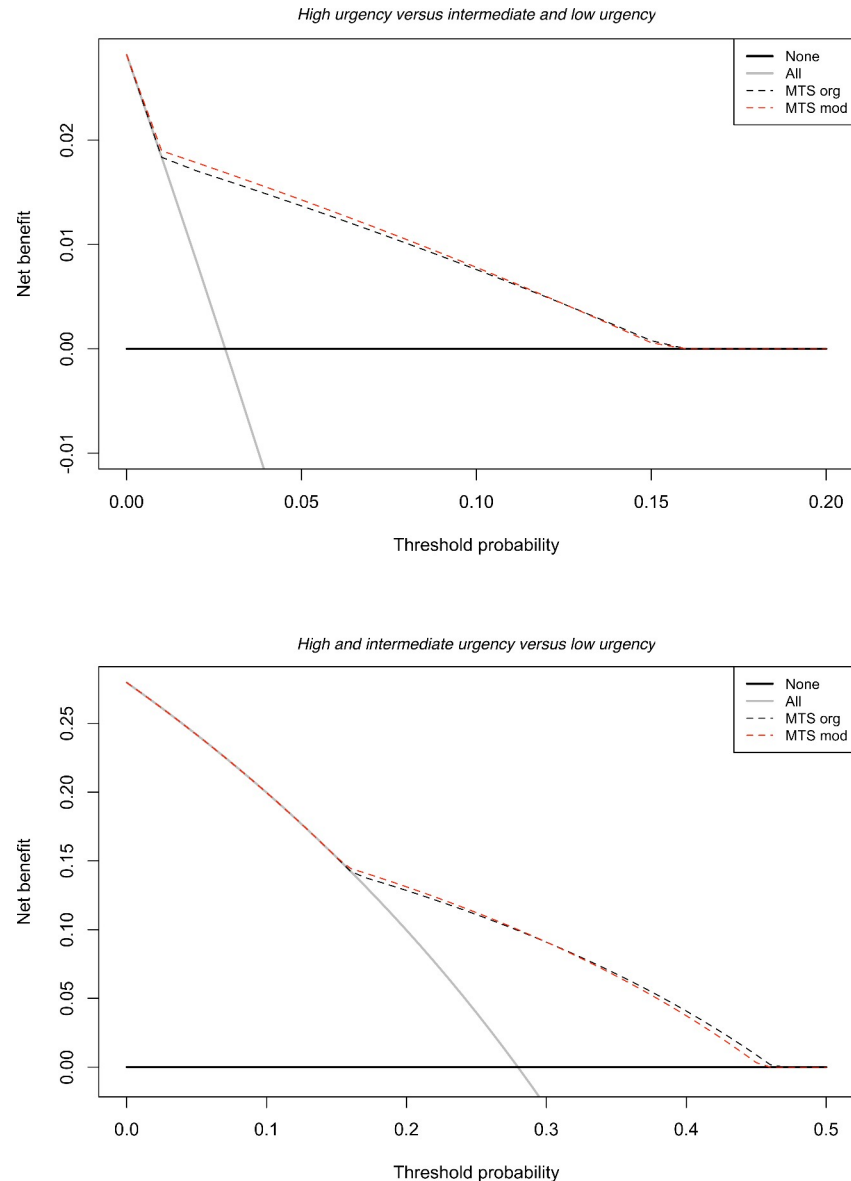 High urgency versus intermediate and low urgency
None
All
MTS org
MTS mod
Net benefit
0.02
0.01
0.00
-0.01
0.00 0.05 0.10 0.15 0.20
Threshold probability
High and intermediate urgency versus low urgency
None
All
MTS org
MTS mod
Net benefit
0.25
0.20
0.15
0.10
0.05
0.00
0.0 0.1 0.2 0.3 0.4 0.5
Threshold probability